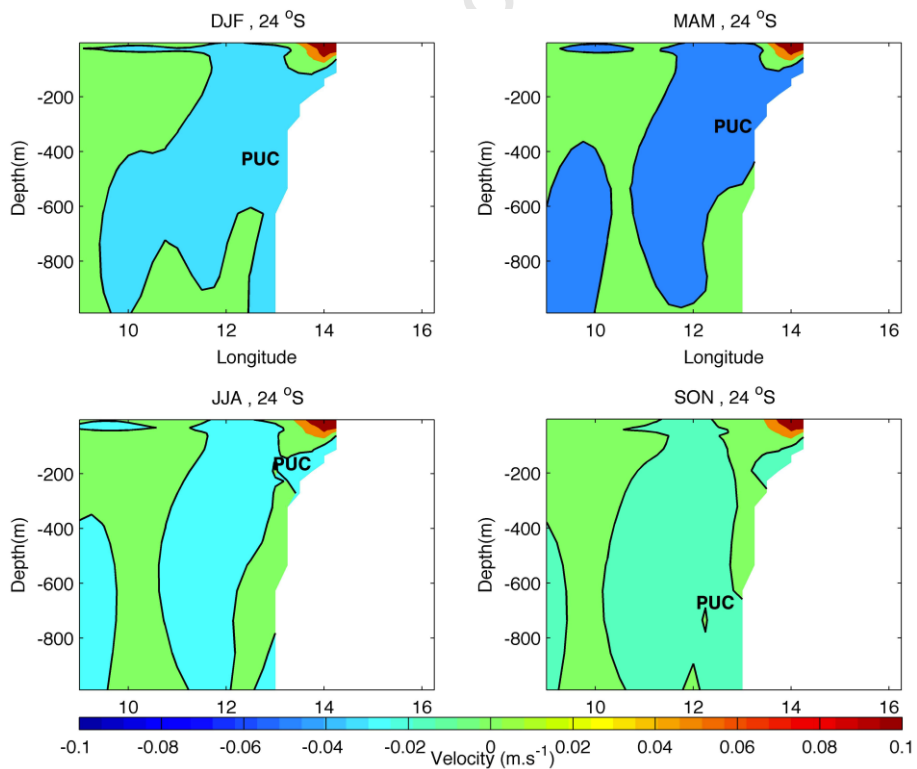 DJF , 24 °S
MAM , 24 °S
-200
-400
-600
-800
Depth(m)
PUC
10
12
14
16
Longitude
-200
-400
-600
-800
Depth(m)
PUC
10
12
14
16
Longitude
JJA , 24 °S
SON , 24 °S
-200
-400
-600
-800
Depth(m)
PUC
10
12
14
16
-200
-400
-600
-800
Depth(m)
PUC
10
12
14
16
-0.1
-0.08
-0.06
-0.04
-0.02
0
0.02
0.04
0.06
0.08
0.1
Velocity (m.s⁻¹)